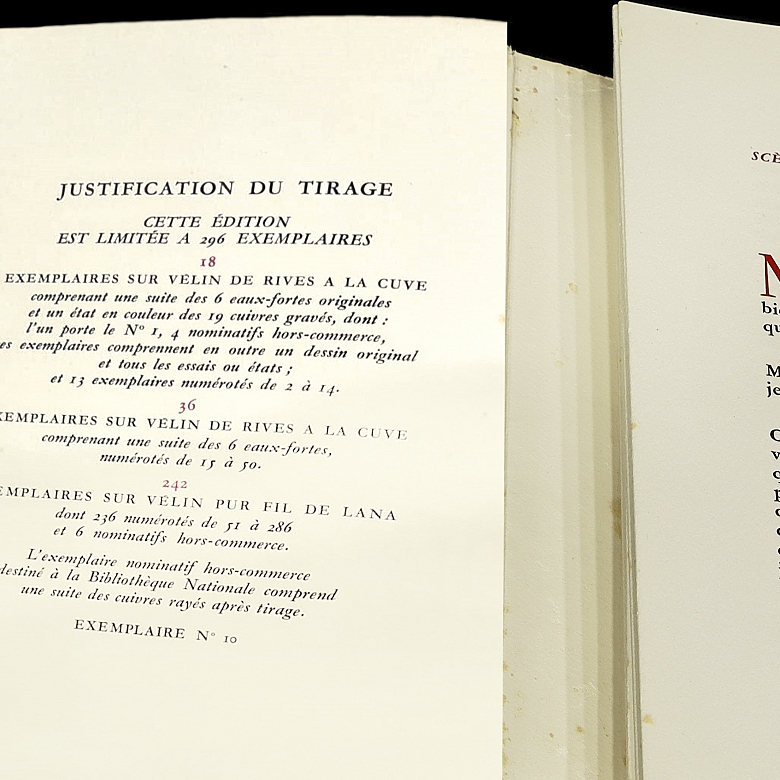 JUSTIFICATION DU TIRAGE
CETTE ÉDITION
EST LIMITÉE A 296 EXEMPLAIRES
18
EXEMPLAIRES SUR VÉLIN DE RIVES A LA CUVE
comprenant une suite des 6 eaux-fortes originales
et un état en couleur des 19 cuivres gravés, dont :
l'un porte le N° 1, 4 nominatifs hors-commerce,
es exemplaires comprennent en outre un dessin original
et tous les essais ou états ;
et 13 exemplaires numérotés de 2 à 14.
36
XEMPLAIRES SUR VÉLIN DE RIVES A LA CUVE
comprenant une suite des 6 eaux-fortes,
numérotés de 15 à 50.
242
EMPLAIRES SUR VÉLIN PUR FIL DE LANA
dont 236 numérotés de 51 à 286
et 6 nominatifs hors-commerce.
L'exemplaire nominatif hors-commerce
destiné à la Bibliothèque Nationale comprend
une suite des cuivres rayés après tirage.
EXEMPLAIRE N° 10
SCÈ
bi
qu
M
je